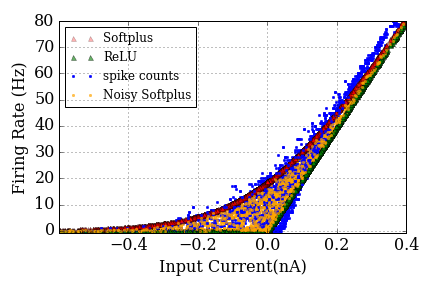 80
70
60
50
40
30
20
10
0
Firing Rate (Hz)
Softplus
ReLU
spike counts
Noisy Softplus
−0.4 −0.2 0.0 0.2 0.4
Input Current(nA)